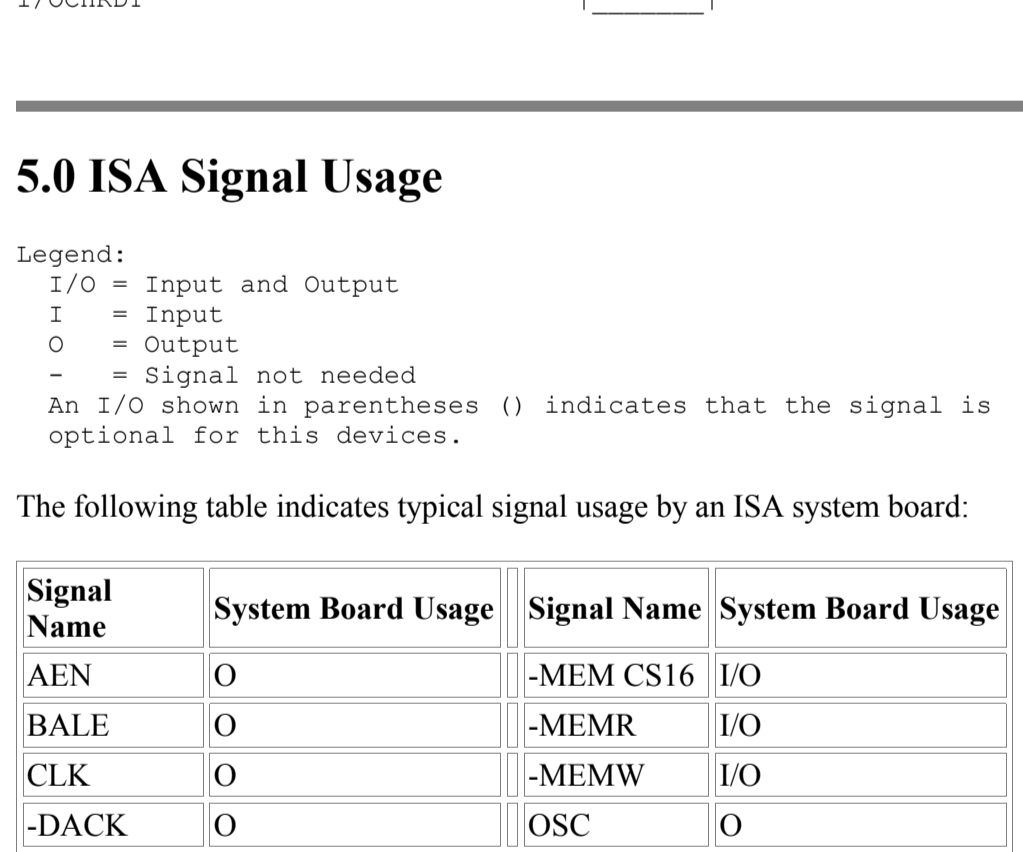 I/OCHRDY
5.0 ISA Signal Usage
Legend:
I/O = Input and Output
I = Input
O = Output
- = Signal not needed
An I/O shown in parentheses () indicates that the signal is
optional for this devices.
The following table indicates typical signal usage by an ISA system board:
Signal Name System Board Usage Signal Name System Board Usage
AEN O -MEM CS16 I/O
BALE O -MEMR I/O
CLK O -MEMW I/O
-DACK O OSC O